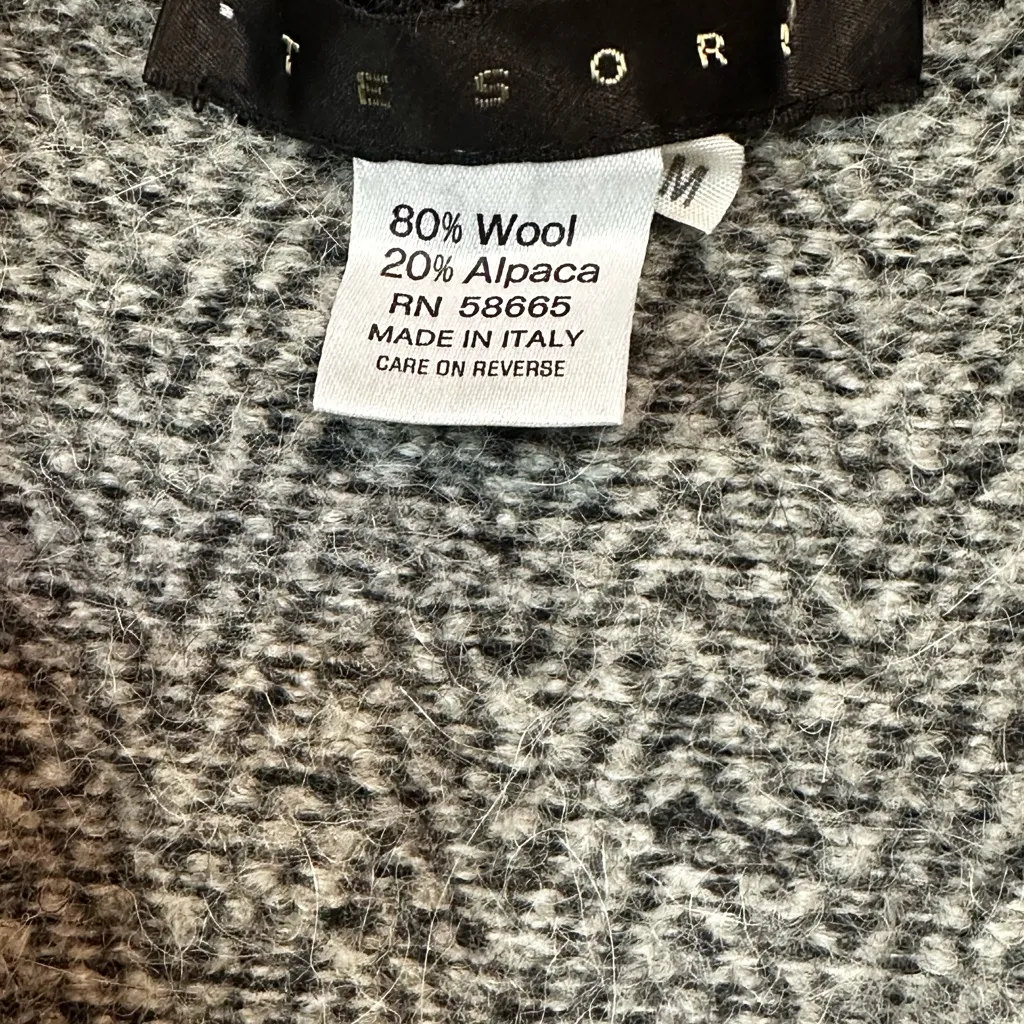 TESOR
M
80% Wool
20% Alpaca
RN 58665
MADE IN ITALY
CARE ON REVERSE